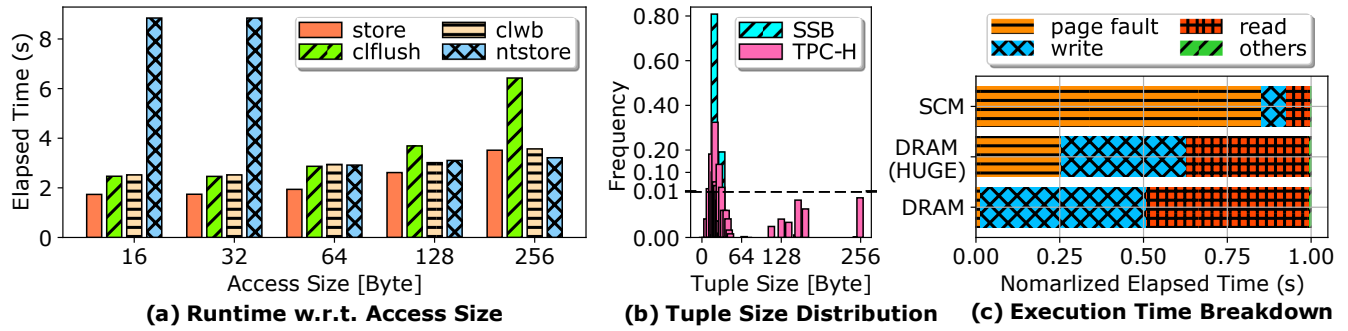 8
6
4
2
0
Elapsed Time (s)
store
clflush
clwb
ntstore
16 32 64 128 256
Access Size [Byte]
(a) Runtime w.r.t. Access Size
0.80
0.40
0.10
0.01
0.00
Frequency
SSB
TPC-H
0 64 128 256
Tuple Size [Byte]
(b) Tuple Size Distribution
page fault
write
read
others
SCM
DRAM
(HUGE)
DRAM
0.00 0.25 0.50 0.75 1.00
Nomarlized Elapsed Time (s)
(c) Execution Time Breakdown